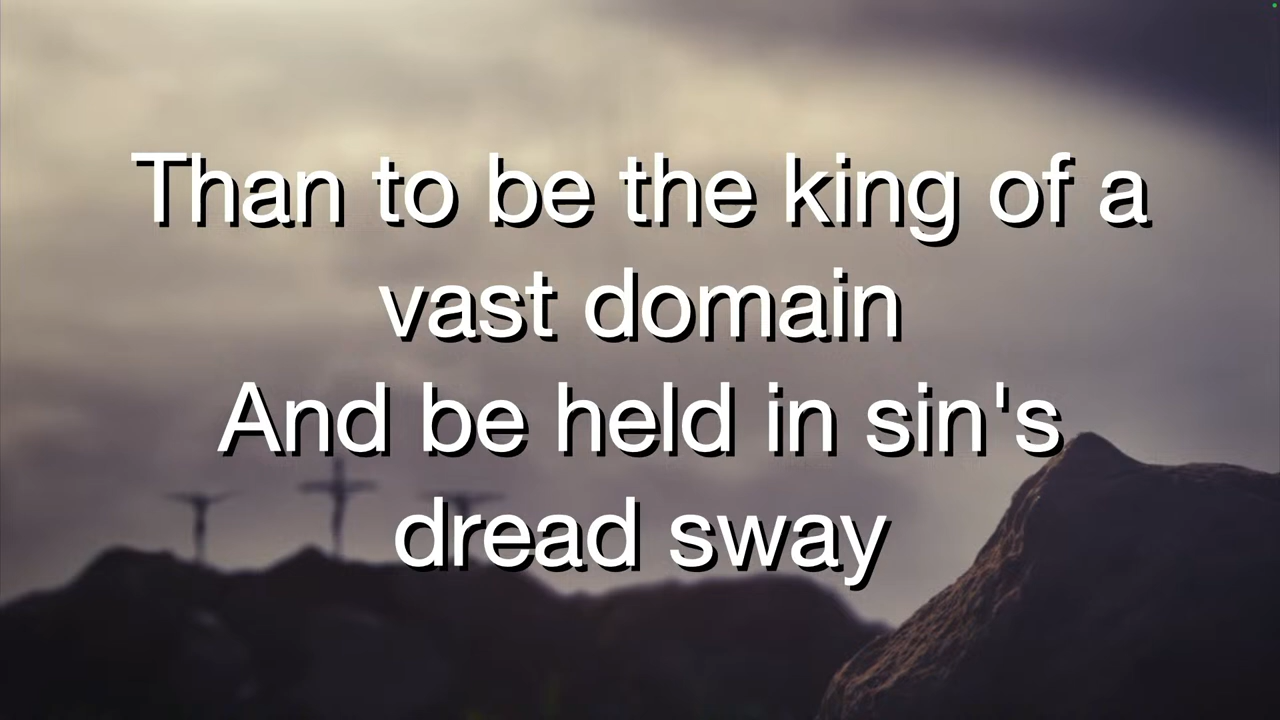 Than to be the king of a
vast domain
And be held in sin's
dread sway